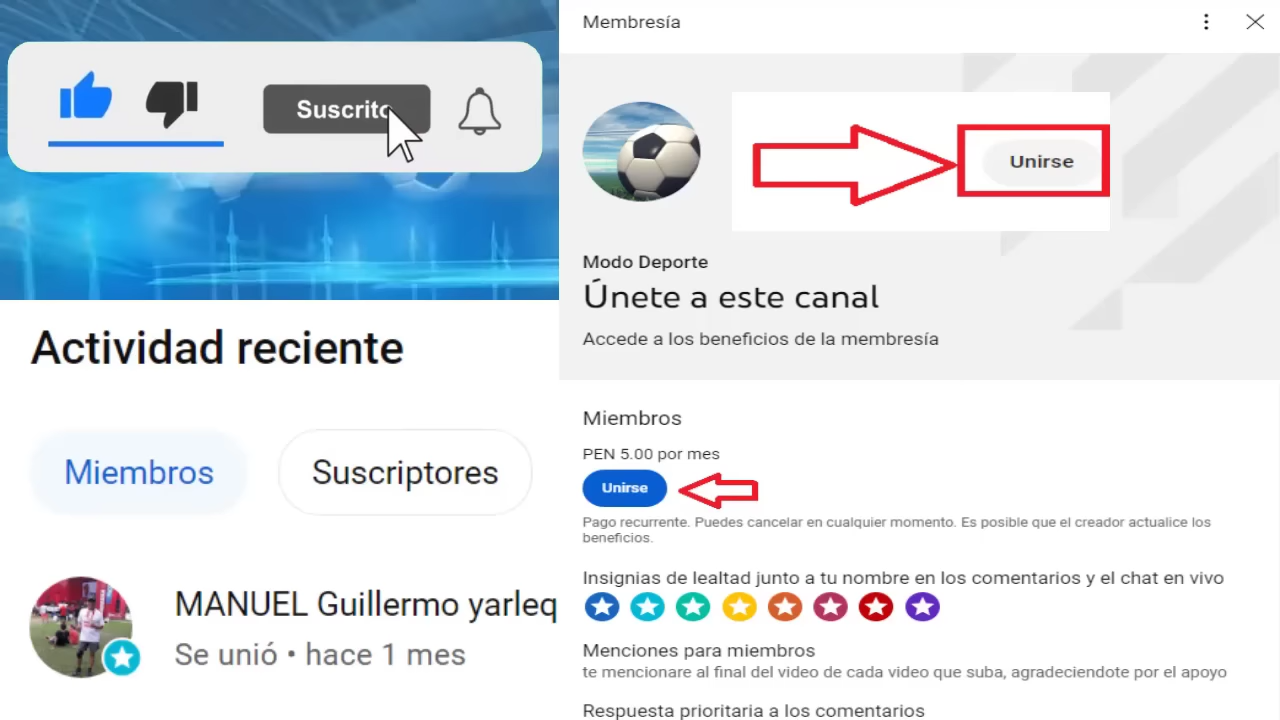 Suscrito
Actividad reciente
Miembros
Suscriptores
MANUEL Guillermo yarleq
Se unió • hace 1 mes
Membresía
Unirse
Modo Deporte
Únete a este canal
Accede a los beneficios de la membresía
Miembros
PEN 5.00 por mes
Unirse
Pago recurrente. Puedes cancelar en cualquier momento. Es posible que el creador actualice los
beneficios.
Insignias de lealtad junto a tu nombre en los comentarios y el chat en vivo
Menciones para miembros
te mencionare al final del video de cada video que suba, agradeciendote por el apoyo
Respuesta prioritaria a los comentarios